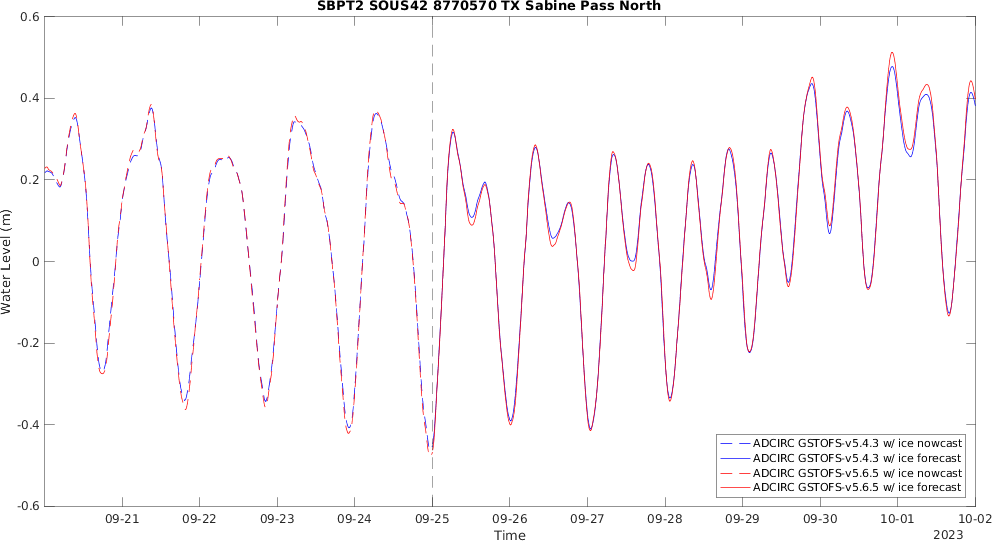 SBPT2 SOUS42 8770570 TX Sabine Pass North
0.6
0.4
0.2
0
-0.2
-0.4
-0.6
Water Level (m)
09-21 09-22 09-23 09-24 09-25 09-26 09-27 09-28 09-29 09-30 10-01 10-02
Time
2023
ADCIRC GSTOFS-v5.4.3 w/ ice nowcast
ADCIRC GSTOFS-v5.4.3 w/ ice forecast
ADCIRC GSTOFS-v5.6.5 w/ ice nowcast
ADCIRC GSTOFS-v5.6.5 w/ ice forecast